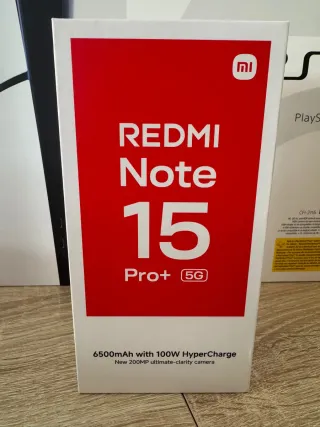 mi
REDMI
Note
15
Pro+ 5G
6500mAh with 100W HyperCharge
New 200MP ultimate-clarity camera
PlayS